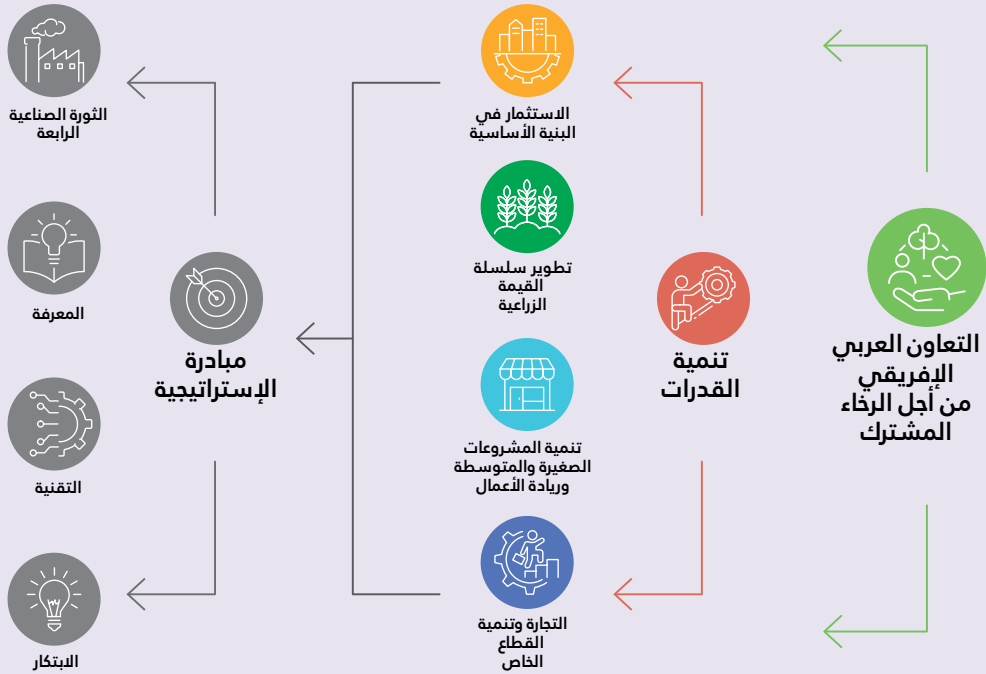 التعاون العربي
الإفريقي
من أجل الرخاء
المشترك
تنمية
القدرات
الاستثمار في
البنية الأساسية
تطوير سلسلة
القيمة
الزراعية
تنمية المشروعات
الصغيرة والمتوسطة
وريادة الأعمال
التجارة وتنمية
القطاع
الخاص
مبادرة
الإستراتيجية
الثورة الصناعية
الرابعة
المعرفة
التقنية
الابتكار